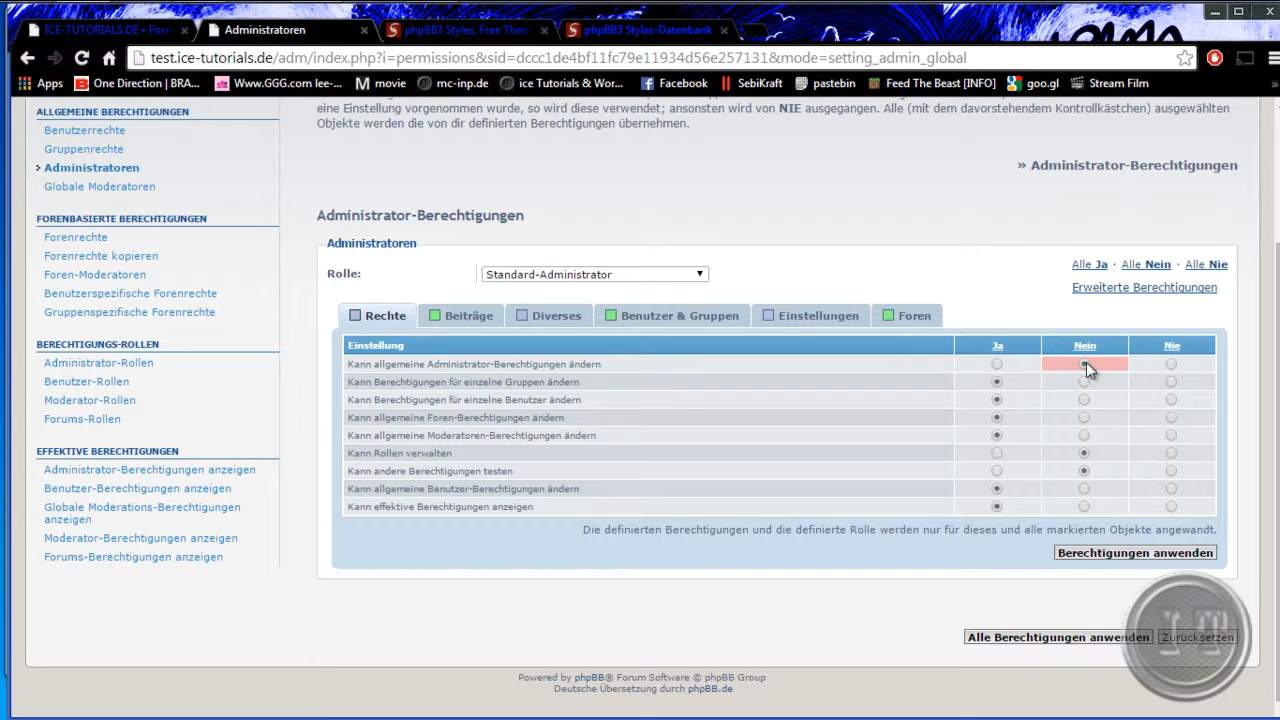 ICE-TUTORIALS.DE • Foren
Administratoren
phpBB3 Styles, Free Them
phpBB3 Styles-Datenbank
test.ice-tutorials.de/adm/index.php?i=permissions&sid=dccc1de4bf11fc79e11934d56e257131&mode=setting_admin_global
Apps
One Direction | BRA...
Www.GGG.com lee-...
movie
mc-inp.de
ice Tutorials & Wo...
Facebook
SebiKraft
pastebin
Feed The Beast [INFO]
goo.gl
Stream Film
ALLGEMEINE BERECHTIGUNGEN
Benutzerrechte
Gruppenrechte
Administratoren
Globale Moderatoren
FORENBASIERTE BERECHTIGUNGEN
Forenrechte
Forenrechte kopieren
Foren-Moderatoren
Benutzerspezifische Forenrechte
Gruppenspezifische Forenrechte
BERECHTIGUNGS-ROLLEN
Administrator-Rollen
Benutzer-Rollen
Moderator-Rollen
Forums-Rollen
EFFEKTIVE BERECHTIGUNGEN
Administrator-Berechtigungen anzeigen
Benutzer-Berechtigungen anzeigen
Globale Moderations-Berechtigungen
anzeigen
Moderator-Berechtigungen anzeigen
Forums-Berechtigungen anzeigen
eine Einstellung vorgenommen wurde, so wird diese verwendet; ansonsten wird von NIE ausgegangen. Alle (mit dem davorstehendem Kontrollkästchen) ausgewählten
Objekte werden die von dir definierten Berechtigungen übernehmen.
» Administrator-Berechtigungen
Administrator-Berechtigungen
Administratoren
Rolle: Standard-Administrator
Alle Ja · Alle Nein · Alle Nie
Erweiterte Berechtigungen
Rechte Beiträge Diverses Benutzer & Gruppen Einstellungen Foren
Einstellung Ja Nein Nie
Kann allgemeine Administrator-Berechtigungen ändern
Kann Berechtigungen für einzelne Gruppen ändern
Kann Berechtigungen für einzelne Benutzer ändern
Kann allgemeine Foren-Berechtigungen ändern
Kann allgemeine Moderatoren-Berechtigungen ändern
Kann Rollen verwalten
Kann andere Berechtigungen testen
Kann allgemeine Benutzer-Berechtigungen ändern
Kann effektive Berechtigungen anzeigen
Die definierten Berechtigungen und die definierte Rolle werden nur für dieses und alle markierten Objekte angewandt.
Berechtigungen anwenden
Alle Berechtigungen anwenden Zurücksetzen
IT
Powered by phpBB® Forum Software © phpBB Group
Deutsche Übersetzung durch phpBB.de